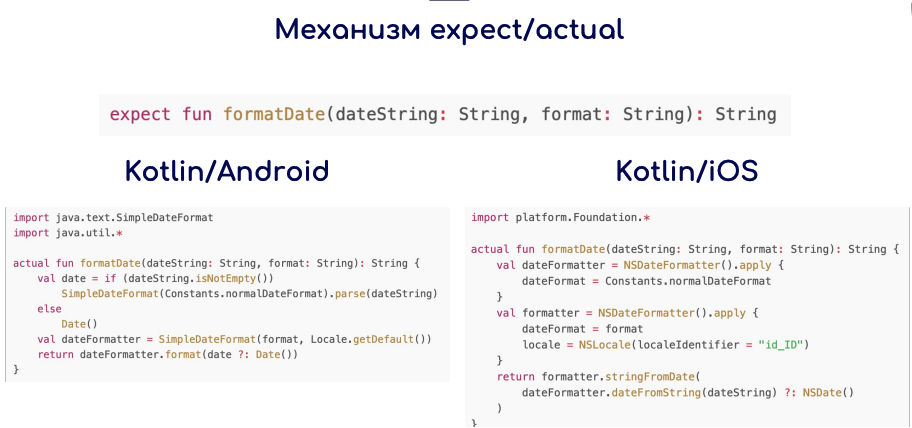 Механизм expect/actual
expect fun formatDate(dateString: String, format: String): String
Kotlin/Android
import java.text.SimpleDateFormat
import java.util.*
actual fun formatDate(dateString: String, format: String): String {
val date = if (dateString.isNotEmpty())
SimpleDateFormat(Constants.normalDateFormat).parse(dateString)
else
Date()
val dateFormatter = SimpleDateFormat(format, Locale.getDefault())
return dateFormatter.format(date ?: Date())
}
Kotlin/iOS
import platform.Foundation.*
actual fun formatDate(dateString: String, format: String): String {
val dateFormatter = NSDateFormatter().apply {
dateFormat = Constants.normalDateFormat
}
val formatter = NSDateFormatter().apply {
dateFormat = format
locale = NSLocale(localeIdentifier = "id_ID")
}
return formatter.stringFromDate(
dateFormatter.dateFromString(dateString) ?: NSDate()
)
}